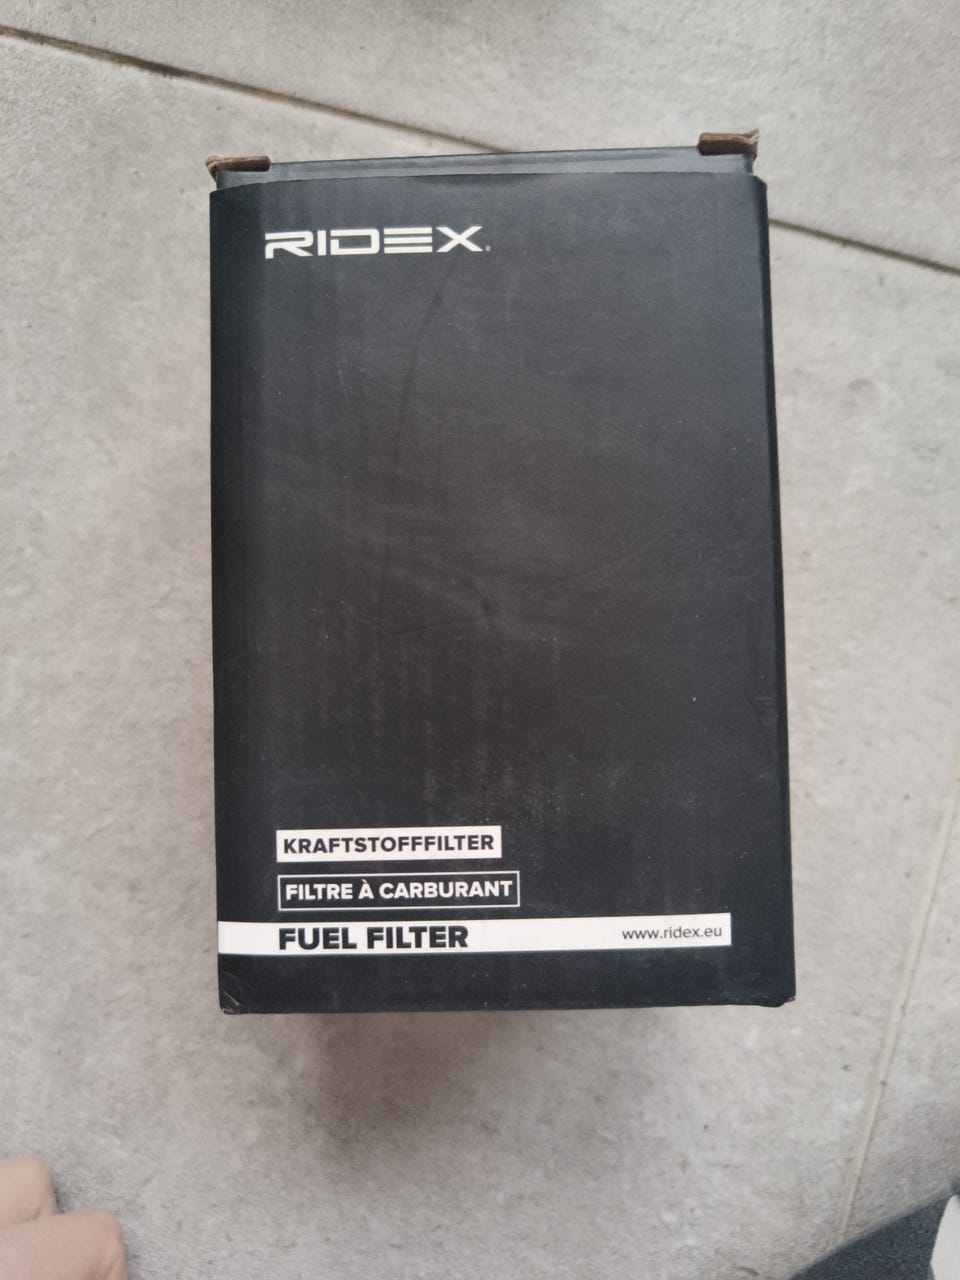 RIDEX
KRAFTSTOFFFILTER
FILTRE À CARBURANT
FUEL FILTER www.ridex.eu